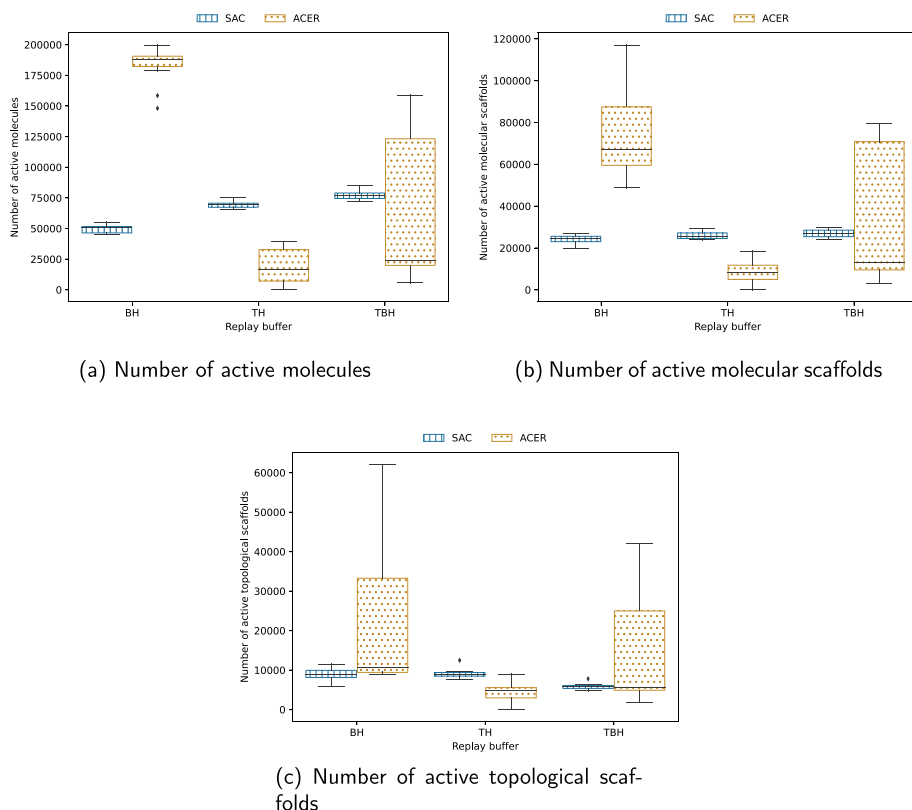 SAC ACER
200000
175000
150000
125000
100000
75000
50000
25000
0
Number of active molecules
BH TH TBH
Replay buffer
(a) Number of active molecules
SAC ACER
120000
100000
80000
60000
40000
20000
0
Number of active molecular scaffolds
BH TH TBH
Replay buffer
(b) Number of active molecular scaffolds
SAC ACER
60000
50000
40000
30000
20000
10000
0
Number of active topological scaffolds
BH TH TBH
Replay buffer
(c) Number of active topological scaf-
folds